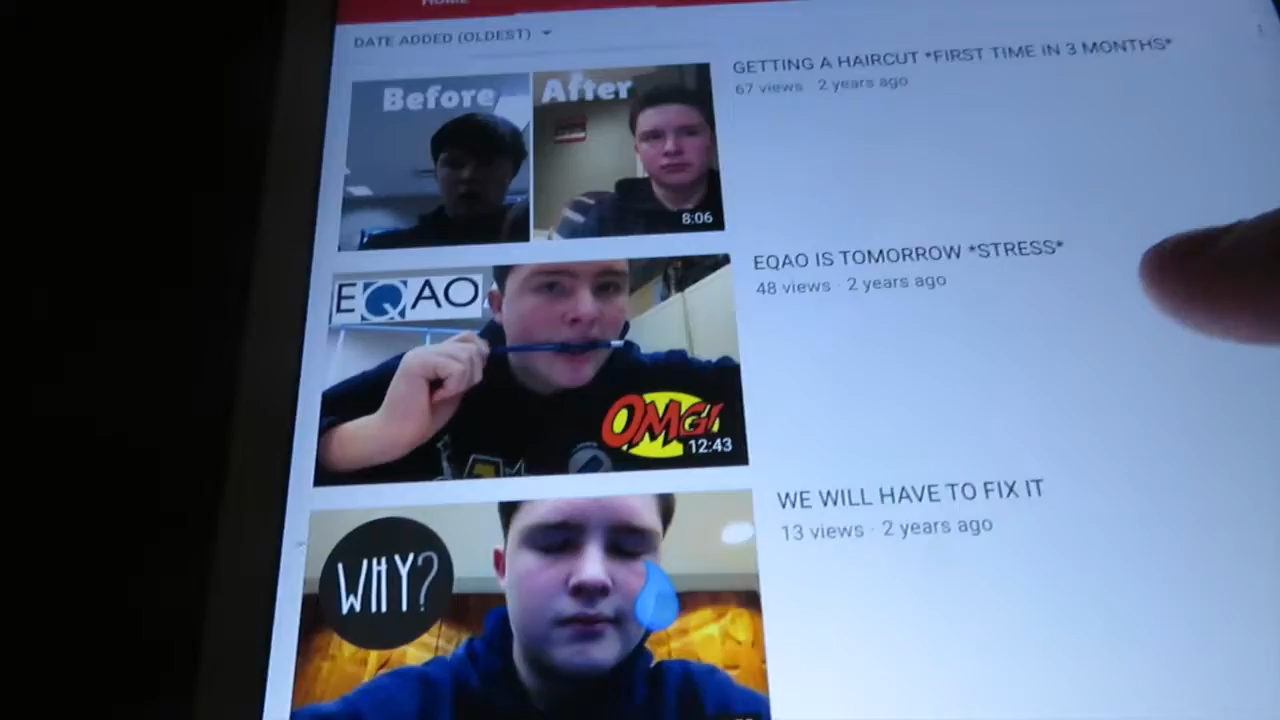 HOME
DATE ADDED (OLDEST)
Before After
8:06
GETTING A HAIRCUT *FIRST TIME IN 3 MONTHS*
67 views · 2 years ago
EQAO
OMG!
12:43
EQAO IS TOMORROW *STRESS*
48 views · 2 years ago
WHY?
WE WILL HAVE TO FIX IT
13 views · 2 years ago